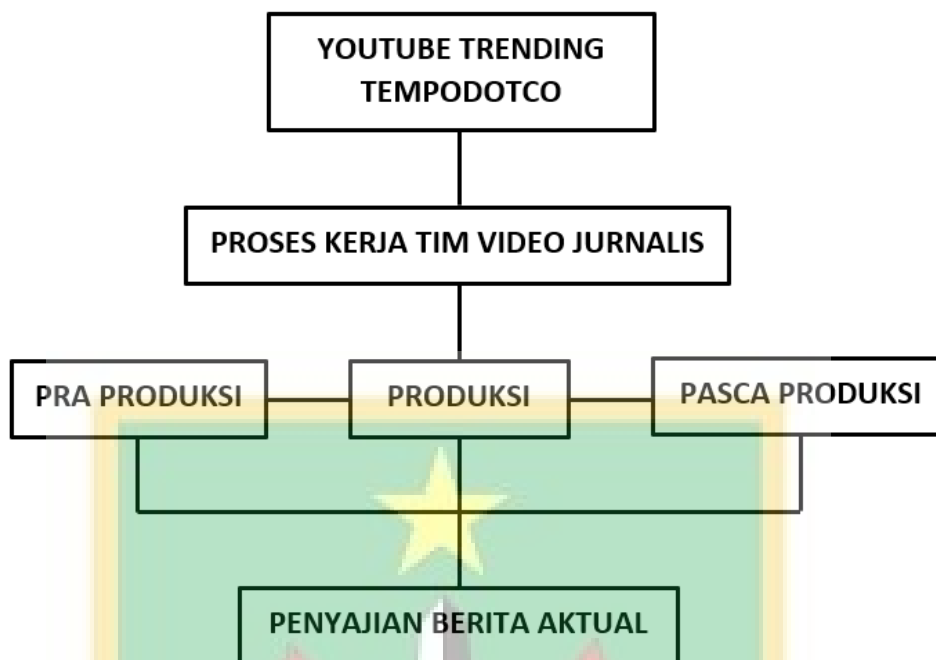 YOUTUBE TRENDING
TEMPODOTCO
PROSES KERJA TIM VIDEO JURNALIS
PRA PRODUKSI
PRODUKSI
PASCA PRODUKSI
PENYAJIAN BERITA AKTUAL